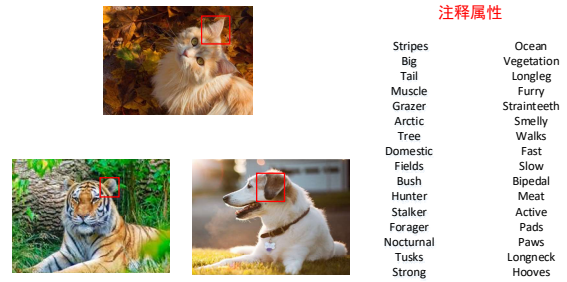 注释属性
Stripes Ocean
Big Vegetation
Tail Longleg
Muscle Furry
Grazer Strainteeth
Arctic Smelly
Tree Walks
Domestic Fast
Fields Slow
Bush Bipedal
Hunter Meat
Stalker Active
Forager Pads
Nocturnal Paws
Tusks Longneck
Strong Hooves